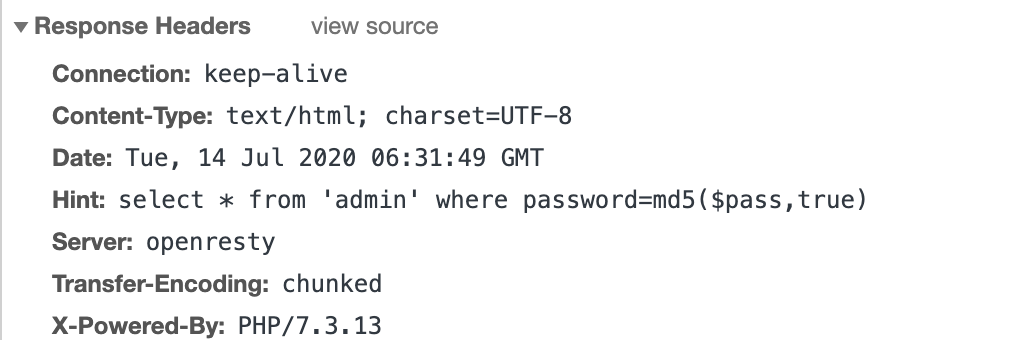 ▼ Response Headers view source
Connection: keep-alive
Content-Type: text/html; charset=UTF-8
Date: Tue, 14 Jul 2020 06:31:49 GMT
Hint: select * from 'admin' where password=md5($pass,true)
Server: openresty
Transfer-Encoding: chunked
X-Powered-By: PHP/7.3.13